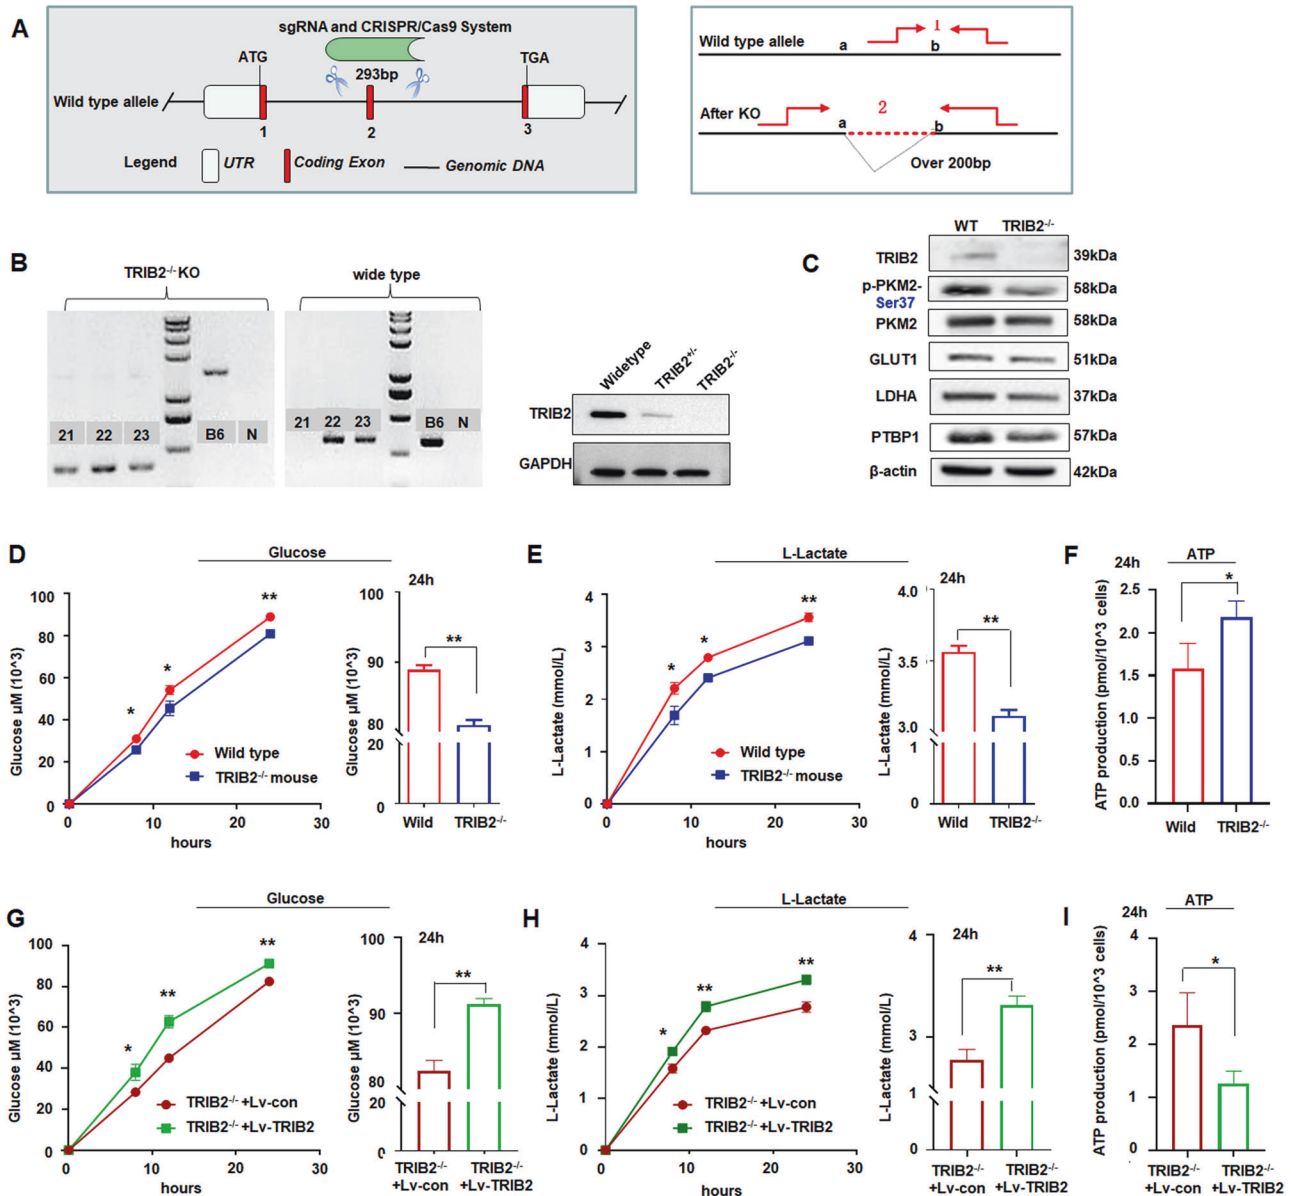 A
sgRNA and CRISPR/Cas9 System
ATG
293bp
TGA
Wild type allele
1
2
3
Legend
UTR
Coding Exon
Genomic DNA
Wild type allele
a
1
b
After KO
a
2
b
Over 200bp
B
TRIB2-/- KO
wide type
21
22
23
B6
N
21
22
23
B6
N
Widetype
TRIB2+/-
TRIB2-/-
TRIB2
GAPDH
C
WT
TRIB2-/-
TRIB2
39kDa
p-PKM2-
Ser37
58kDa
PKM2
58kDa
GLUT1
51kDa
LDHA
37kDa
PTBP1
57kDa
β-actin
42kDa
D
Glucose
Glucose μM (10^3)
100
80
60
40
20
0
0
10
20
30
hours
*
*
**
Wild type
TRIB2-/- mouse
24h
Glucose μM (10^3)
100
90
80
20
0
**
Wild
TRIB2-/-
E
L-Lactate
L-Lactate (mmol/L)
4
3
2
1
0
0
10
20
30
hours
*
*
**
Wild type
TRIB2-/- mouse
24h
L-Lactate (mmol/L)
4.0
3.5
3.0
1
0
**
Wild
TRIB2-/-
F
24h
ATP
ATP production (pmol/10^3 cells)
2.5
2.0
1.5
1.0
0.5
0.0
*
Wild
TRIB2-/-
G
Glucose
Glucose μM (10^3)
100
80
60
40
20
0
0
10
20
30
hours
*
**
**
TRIB2-/- +Lv-con
TRIB2-/- +Lv-TRIB2
24h
Glucose μM (10^3)
100
90
80
20
0
**
TRIB2-/-
+Lv-con
TRIB2-/-
+Lv-TRIB2
H
L-Lactate
L-Lactate (mmol/L)
4
3
2
1
0
0
10
20
30
hours
*
**
**
TRIB2-/- +Lv-con
TRIB2-/- +Lv-TRIB2
24h
L-Lactate (mmol/L)
4
3
1
0
**
TRIB2-/-
+Lv-con
TRIB2-/-
+Lv-TRIB2
I
24h
ATP
ATP production (pmol/10^3 cells)
4
3
2
1
0
*
TRIB2-/-
+Lv-con
TRIB2-/-
+Lv-TRIB2